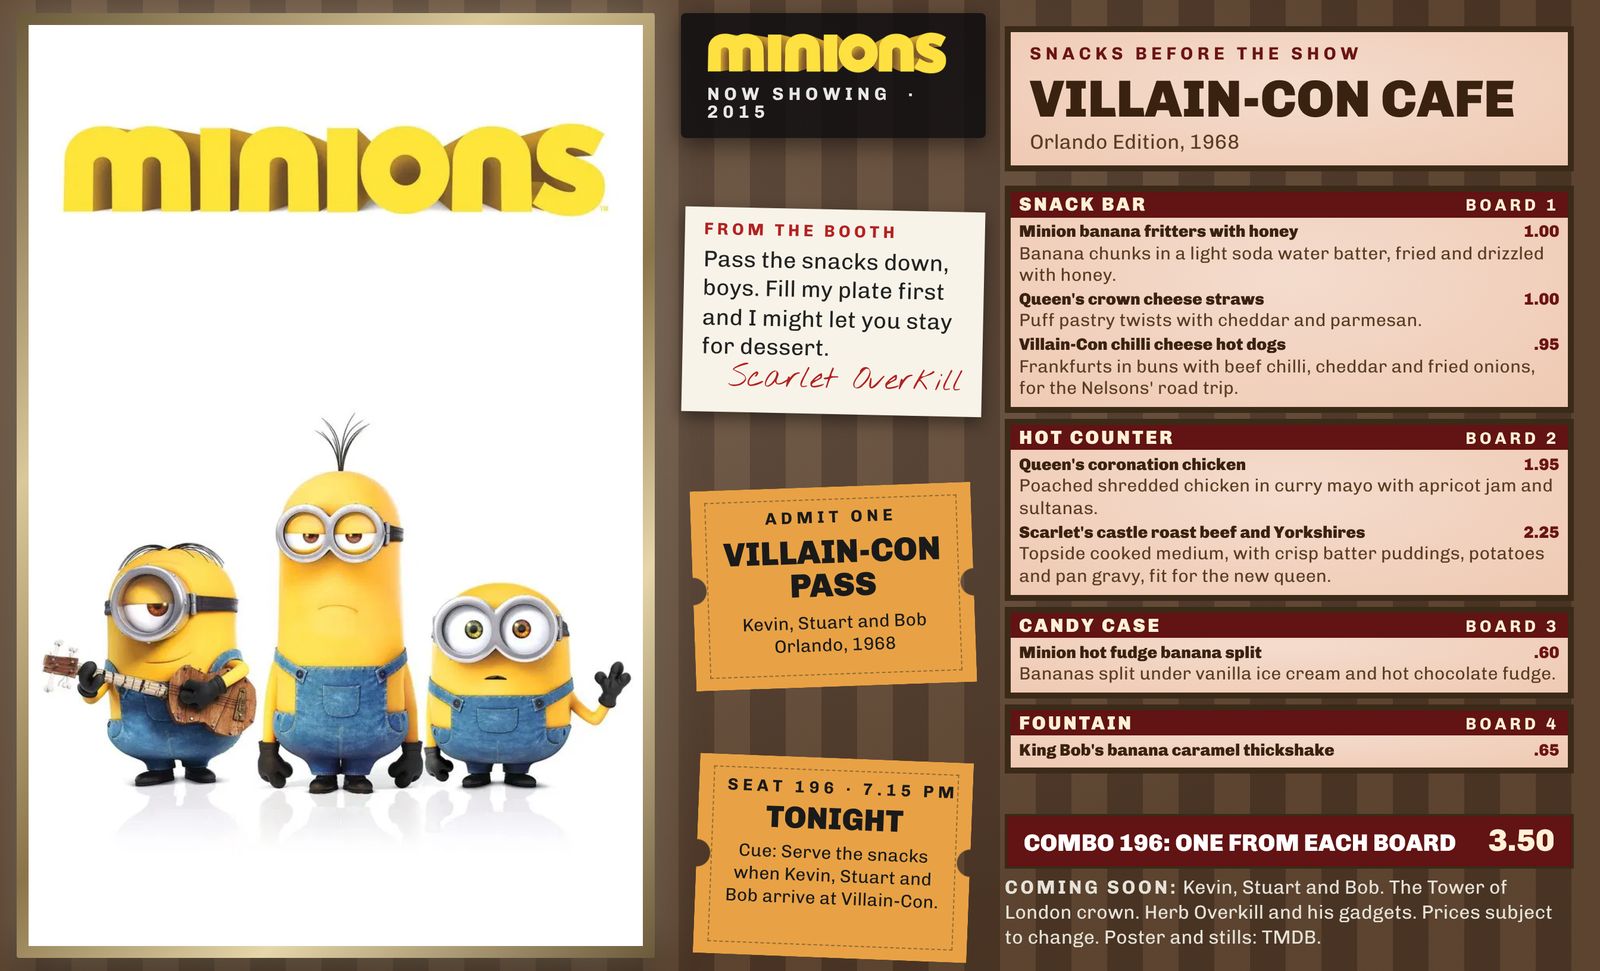 minions
TM
minions
NOW SHOWING ·
2015
FROM THE BOOTH
Pass the snacks down,
boys. Fill my plate first
and I might let you stay
for dessert.
Scarlet Overkill
ADMIT ONE
VILLAIN-CON
PASS
Kevin, Stuart and Bob
Orlando, 1968
SEAT 196 · 7.15 PM
TONIGHT
Cue: Serve the snacks
when Kevin, Stuart and
Bob arrive at Villain-Con.
SNACKS BEFORE THE SHOW
VILLAIN-CON CAFE
Orlando Edition, 1968
SNACK BAR BOARD 1
Minion banana fritters with honey 1.00
Banana chunks in a light soda water batter, fried and drizzled
with honey.
Queen's crown cheese straws 1.00
Puff pastry twists with cheddar and parmesan.
Villain-Con chilli cheese hot dogs .95
Frankfurts in buns with beef chilli, cheddar and fried onions,
for the Nelsons' road trip.
HOT COUNTER BOARD 2
Queen's coronation chicken 1.95
Poached shredded chicken in curry mayo with apricot jam and
sultanas.
Scarlet's castle roast beef and Yorkshires 2.25
Topside cooked medium, with crisp batter puddings, potatoes
and pan gravy, fit for the new queen.
CANDY CASE BOARD 3
Minion hot fudge banana split .60
Bananas split under vanilla ice cream and hot chocolate fudge.
FOUNTAIN BOARD 4
King Bob's banana caramel thickshake .65
COMBO 196: ONE FROM EACH BOARD 3.50
COMING SOON: Kevin, Stuart and Bob. The Tower of
London crown. Herb Overkill and his gadgets. Prices subject
to change. Poster and stills: TMDB.